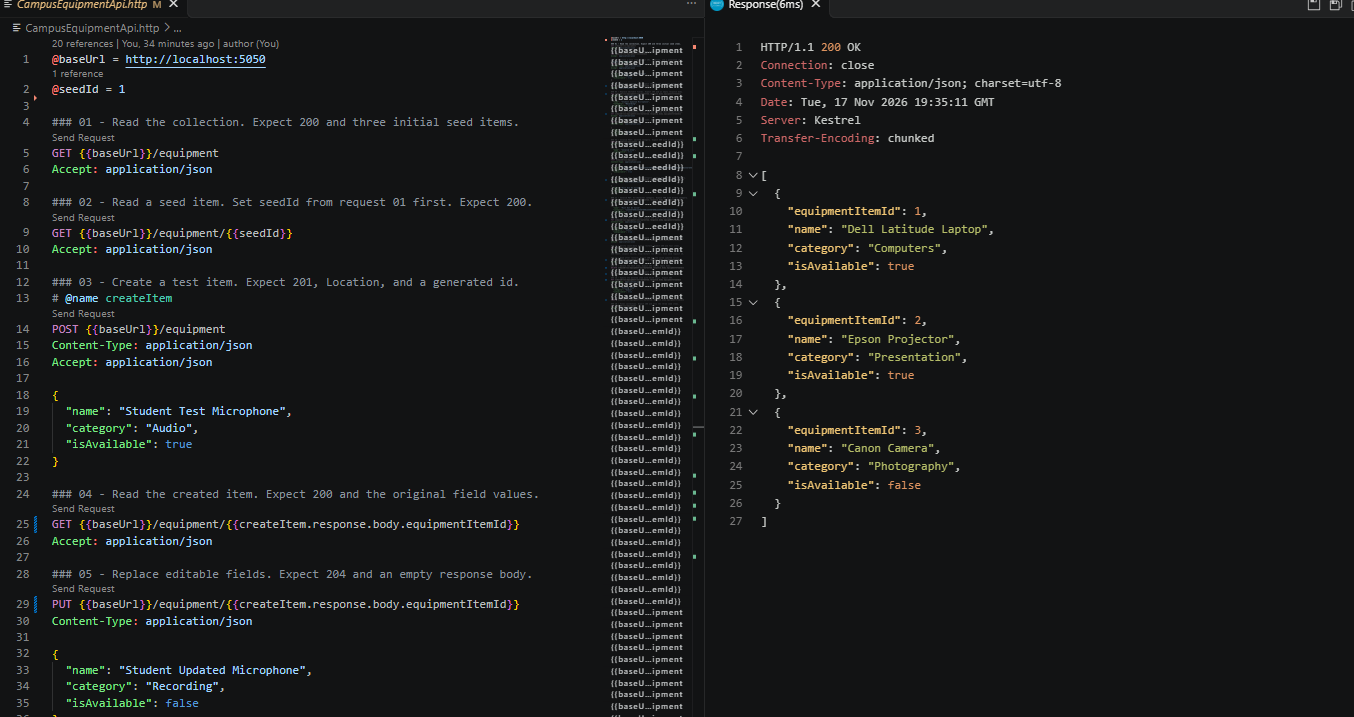 CampusEquipmentApi.http M
CampusEquipmentApi.http > ...
20 references | You, 34 minutes ago | author (You)
1 @baseUrl = http://localhost:5050
1 reference
2 @seedId = 1
3
4 ### 01 - Read the collection. Expect 200 and three initial seed items.
Send Request
5 GET {{baseUrl}}/equipment
6 Accept: application/json
7
8 ### 02 - Read a seed item. Set seedId from request 01 first. Expect 200.
Send Request
9 GET {{baseUrl}}/equipment/{{seedId}}
10 Accept: application/json
11
12 ### 03 - Create a test item. Expect 201, Location, and a generated id.
13 # @name createItem
Send Request
14 POST {{baseUrl}}/equipment
15 Content-Type: application/json
16 Accept: application/json
17
18 {
19 "name": "Student Test Microphone",
20 "category": "Audio",
21 "isAvailable": true
22 }
23
24 ### 04 - Read the created item. Expect 200 and the original field values.
Send Request
25 GET {{baseUrl}}/equipment/{{createItem.response.body.equipmentItemId}}
26 Accept: application/json
27
28 ### 05 - Replace editable fields. Expect 204 and an empty response body.
Send Request
29 PUT {{baseUrl}}/equipment/{{createItem.response.body.equipmentItemId}}
30 Content-Type: application/json
31
32 {
33 "name": "Student Updated Microphone",
34 "category": "Recording",
35 "isAvailable": false
Response(6ms)
1 HTTP/1.1 200 OK
2 Connection: close
3 Content-Type: application/json; charset=utf-8
4 Date: Tue, 17 Nov 2026 19:35:11 GMT
5 Server: Kestrel
6 Transfer-Encoding: chunked
7
8 [
9 {
10 "equipmentItemId": 1,
11 "name": "Dell Latitude Laptop",
12 "category": "Computers",
13 "isAvailable": true
14 },
15 {
16 "equipmentItemId": 2,
17 "name": "Epson Projector",
18 "category": "Presentation",
19 "isAvailable": true
20 },
21 {
22 "equipmentItemId": 3,
23 "name": "Canon Camera",
24 "category": "Photography",
25 "isAvailable": false
26 }
27 ]